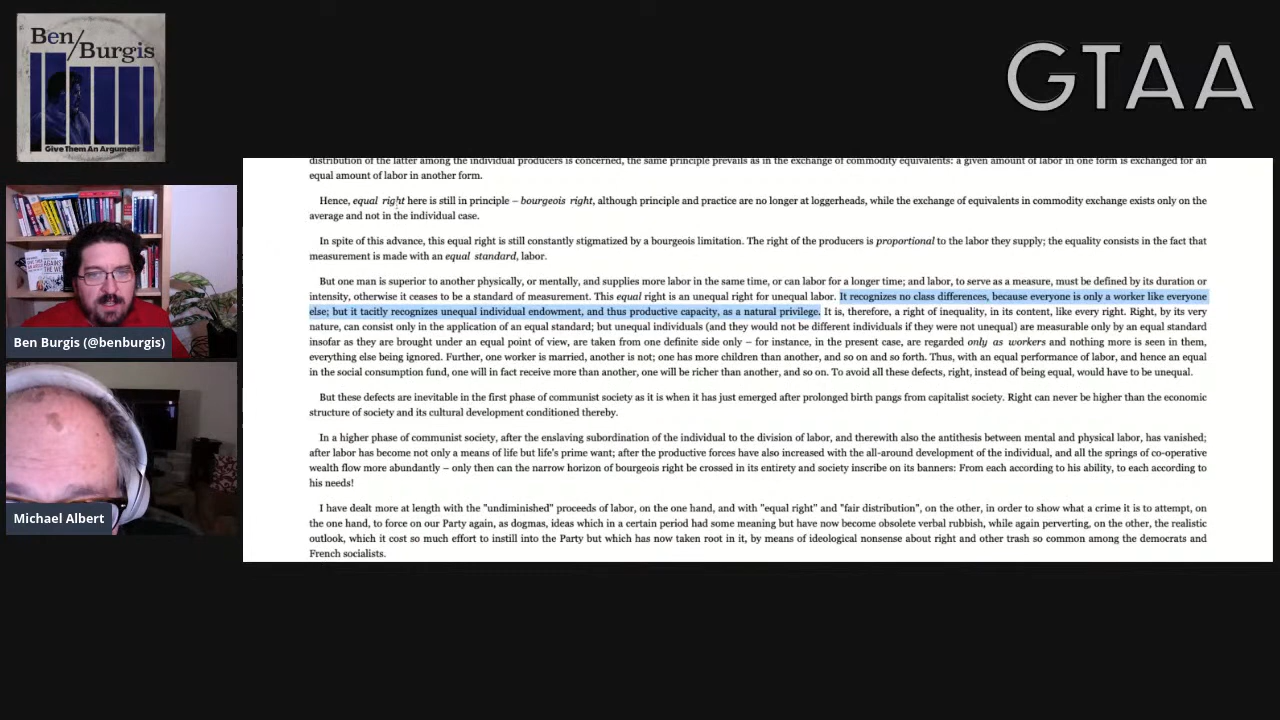 Ben/
Burgis
Give Them An Argument
GTAA
Ben Burgis (@benburgis)
Michael Albert
distribution of the latter among the individual producers is concerned, the same principle prevails as in the exchange of commodity equivalents: a given amount of labor in one form is exchanged for an
equal amount of labor in another form.
Hence, equal right here is still in principle – bourgeois right, although principle and practice are no longer at loggerheads, while the exchange of equivalents in commodity exchange exists only on the
average and not in the individual case.
In spite of this advance, this equal right is still constantly stigmatized by a bourgeois limitation. The right of the producers is proportional to the labor they supply; the equality consists in the fact that
measurement is made with an equal standard, labor.
But one man is superior to another physically, or mentally, and supplies more labor in the same time, or can labor for a longer time; and labor, to serve as a measure, must be defined by its duration or
intensity, otherwise it ceases to be a standard of measurement. This equal right is an unequal right for unequal labor. It recognizes no class differences, because everyone is only a worker like everyone
else; but it tacitly recognizes unequal individual endowment, and thus productive capacity, as a natural privilege. It is, therefore, a right of inequality, in its content, like every right. Right, by its very
nature, can consist only in the application of an equal standard; but unequal individuals (and they would not be different individuals if they were not unequal) are measurable only by an equal standard
insofar as they are brought under an equal point of view, are taken from one definite side only – for instance, in the present case, are regarded only as workers and nothing more is seen in them,
everything else being ignored. Further, one worker is married, another is not; one has more children than another, and so on and so forth. Thus, with an equal performance of labor, and hence an equal
in the social consumption fund, one will in fact receive more than another, one will be richer than another, and so on. To avoid all these defects, right, instead of being equal, would have to be unequal.
But these defects are inevitable in the first phase of communist society as it is when it has just emerged after prolonged birth pangs from capitalist society. Right can never be higher than the economic
structure of society and its cultural development conditioned thereby.
In a higher phase of communist society, after the enslaving subordination of the individual to the division of labor, and therewith also the antithesis between mental and physical labor, has vanished;
after labor has become not only a means of life but life's prime want; after the productive forces have also increased with the all-around development of the individual, and all the springs of co-operative
wealth flow more abundantly – only then can the narrow horizon of bourgeois right be crossed in its entirety and society inscribe on its banners: From each according to his ability, to each according to
his needs!
I have dealt more at length with the "undiminished" proceeds of labor, on the one hand, and with "equal right" and "fair distribution", on the other, in order to show what a crime it is to attempt, on
the one hand, to force on our Party again, as dogmas, ideas which in a certain period had some meaning but have now become obsolete verbal rubbish, while again perverting, on the other, the realistic
outlook, which it cost so much effort to instill into the Party but which has now taken root in it, by means of ideological nonsense about right and other trash so common among the democrats and
French socialists.